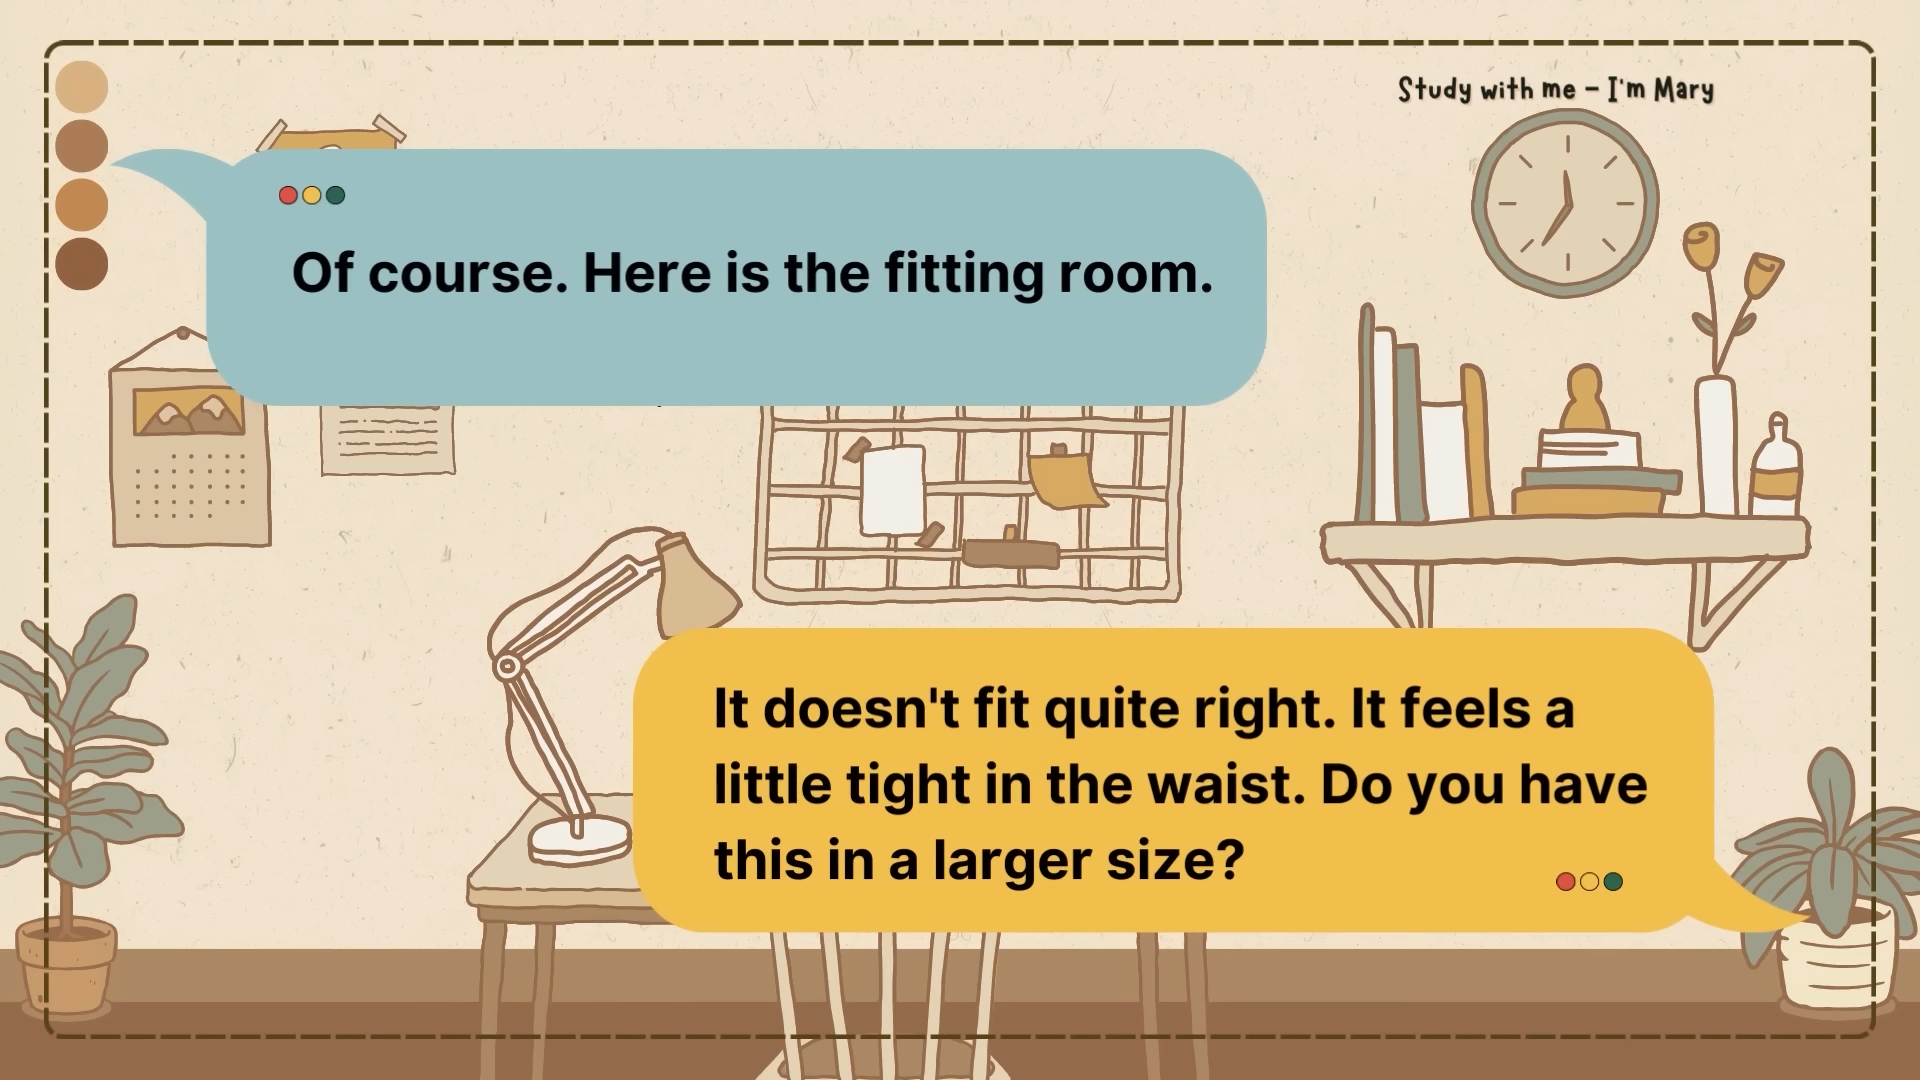 Study with me – I'm Mary
Of course. Here is the fitting room.
It doesn't fit quite right. It feels a
little tight in the waist. Do you have
this in a larger size?